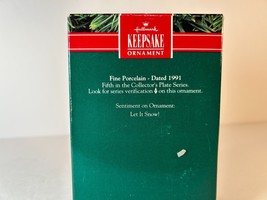 Hallmark
KEEPSAKE
ORNAMENT
Fine Porcelain - Dated 1991
Fifth in the Collector's Plate Series.
Look for series verification on this ornament.
Sentiment on Ornament:
Let It Snow!